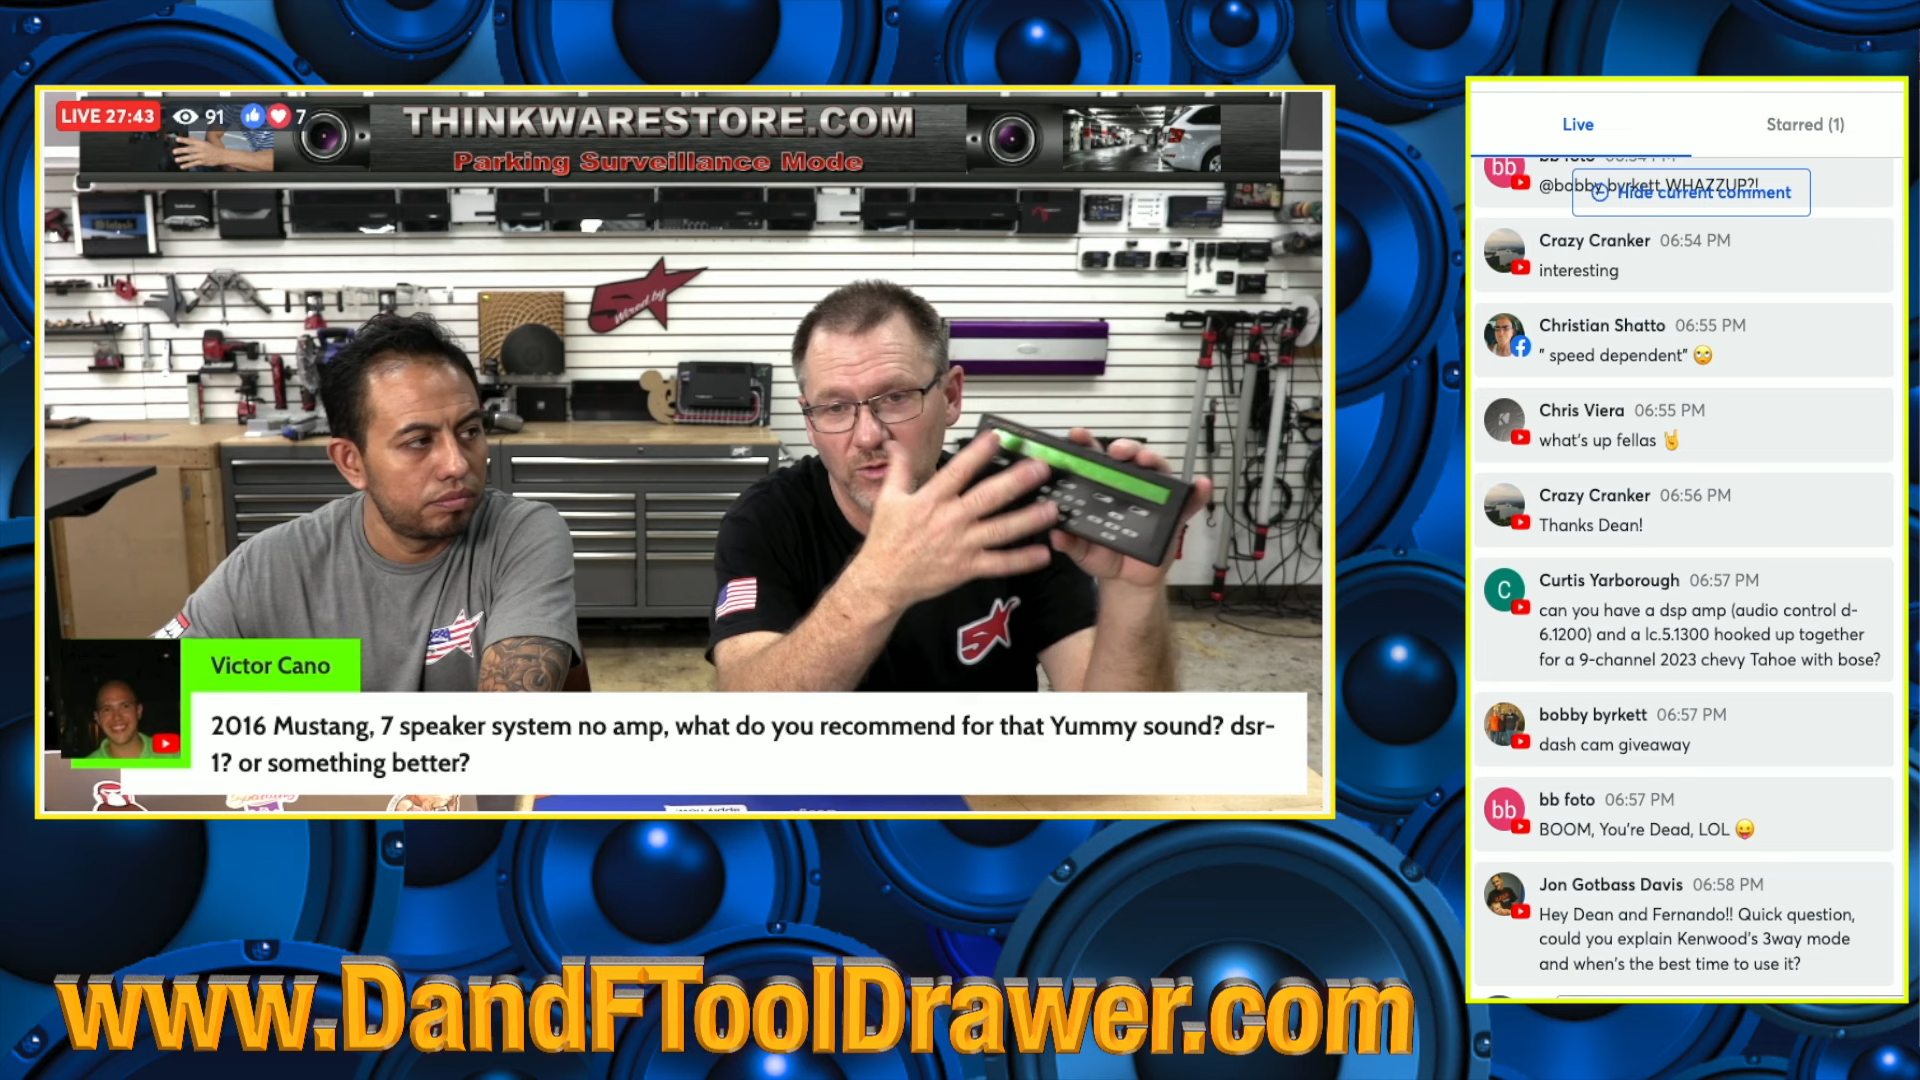 LIVE 27:43 91 7
THINKWARESTORE.COM
Parking Surveillance Mode
Wired by
Victor Cano
2016 Mustang, 7 speaker system no amp, what do you recommend for that Yummy sound? dsr-
1? or something better?
www.DandFToolDrawer.com
Live Starred (1)
@bobby byrkett WHAZZUP?!
Hide current comment
Crazy Cranker 06:54 PM
interesting
Christian Shatto 06:55 PM
" speed dependent" 🙄
Chris Viera 06:55 PM
what's up fellas 🤘
Crazy Cranker 06:56 PM
Thanks Dean!
C
Curtis Yarborough 06:57 PM
can you have a dsp amp (audio control d-
6.1200) and a lc.5.1300 hooked up together
for a 9-channel 2023 chevy Tahoe with bose?
bobby byrkett 06:57 PM
dash cam giveaway
bb
bb foto 06:57 PM
BOOM, You're Dead, LOL 😛
Jon Gotbass Davis 06:58 PM
Hey Dean and Fernando!! Quick question,
could you explain Kenwood's 3way mode
and when's the best time to use it?